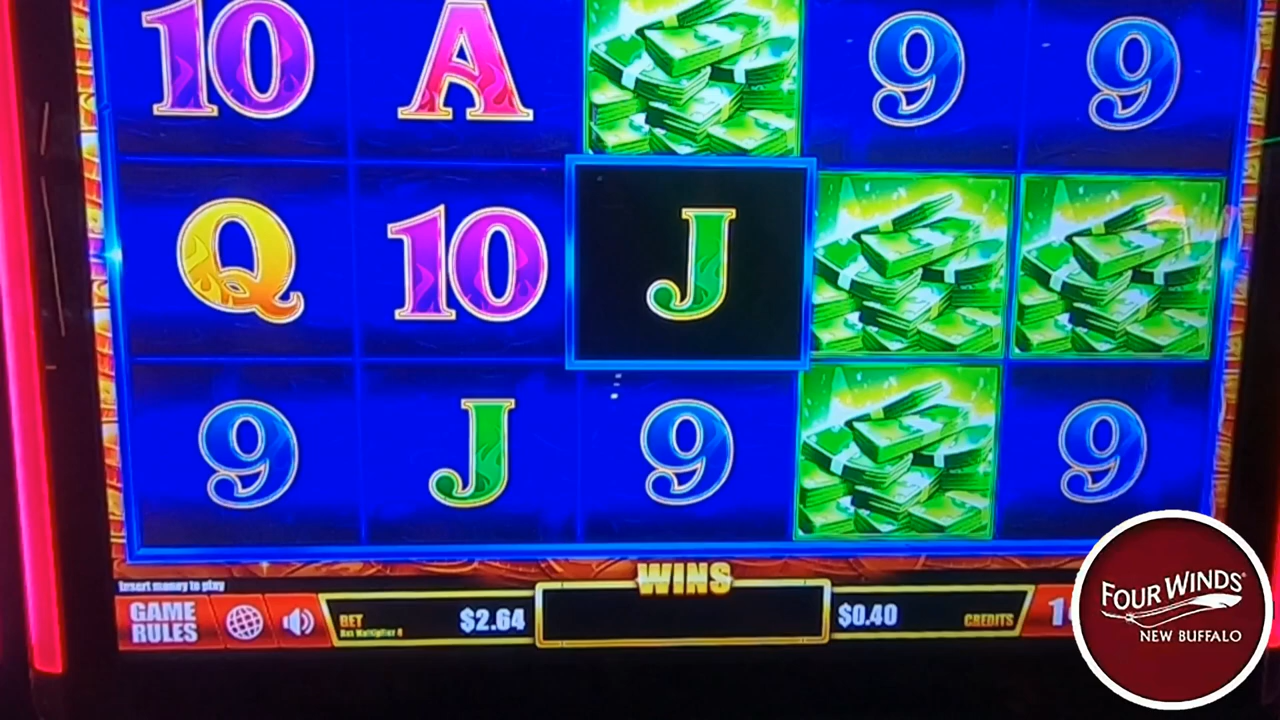 10 A 9 9
Q 10 J
9 J 9 9
WINS
Insert money to play
GAME RULES
BET
Bet Multiplier 4
$2.64
$0.40
CREDITS
FOUR WINDS®
NEW BUFFALO